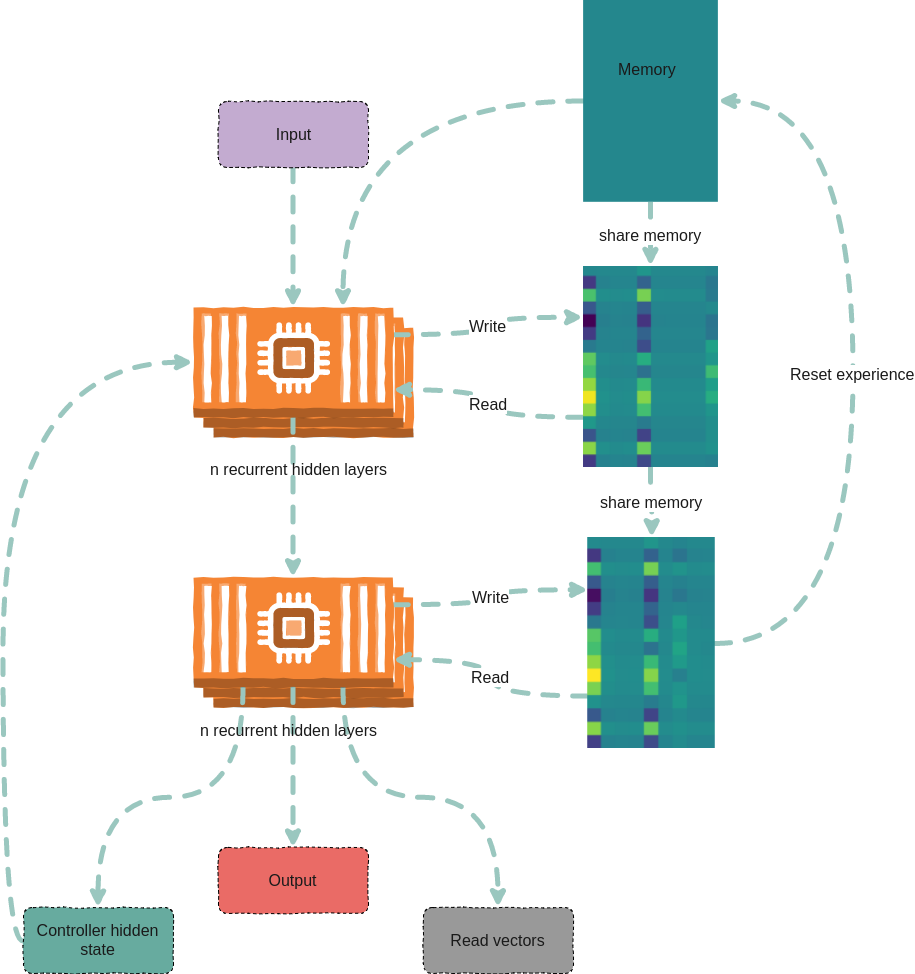 Memory
Input
share memory
Write
Reset experience
Read
n recurrent hidden layers
share memory
Write
Read
n recurrent hidden layers
Output
Controller hidden
state
Read vectors